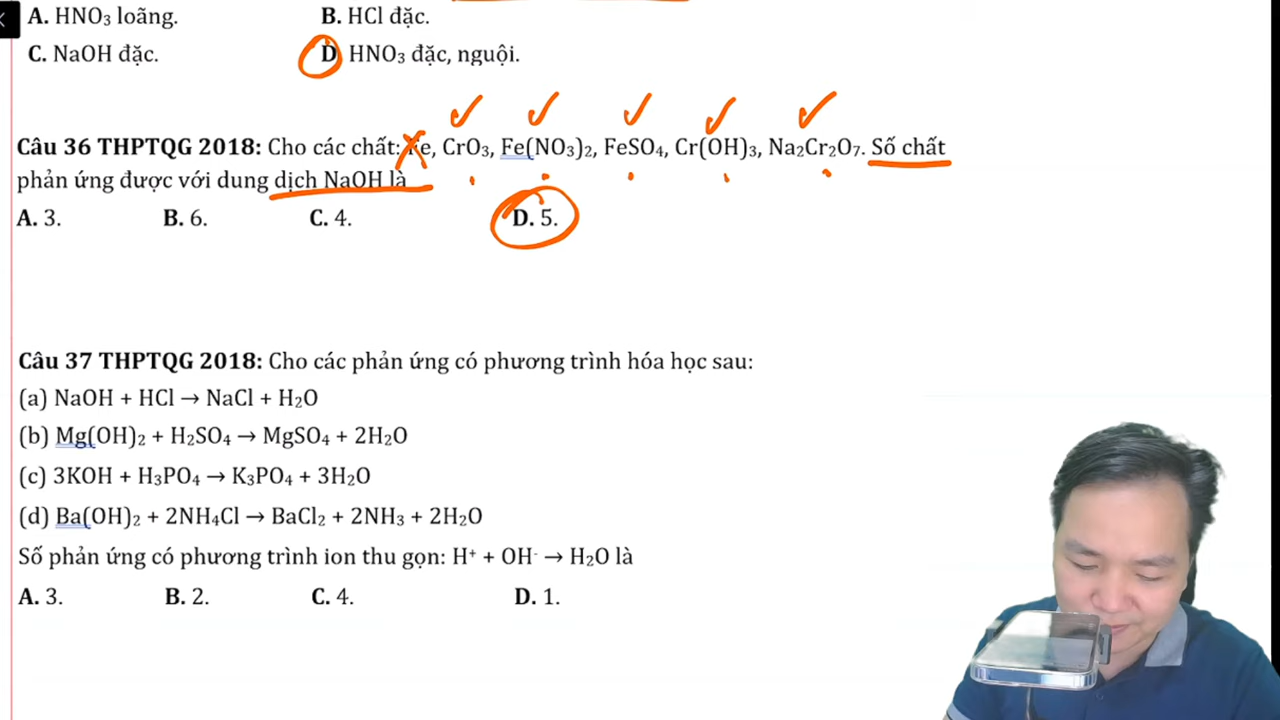 A. HNO₃ loãng. B. HCl đặc.
C. NaOH đặc. D HNO₃ đặc, nguội.
Câu 36 THPTQG 2018: Cho các chất: Fe, CrO₃, Fe(NO₃)₂, FeSO₄, Cr(OH)₃, Na₂Cr₂O₇. Số chất
phản ứng được với dung dịch NaOH là
A. 3. B. 6. C. 4. D. 5.
Câu 37 THPTQG 2018: Cho các phản ứng có phương trình hóa học sau:
(a) NaOH + HCl → NaCl + H₂O
(b) Mg(OH)₂ + H₂SO₄ → MgSO₄ + 2H₂O
(c) 3KOH + H₃PO₄ → K₃PO₄ + 3H₂O
(d) Ba(OH)₂ + 2NH₄Cl → BaCl₂ + 2NH₃ + 2H₂O
Số phản ứng có phương trình ion thu gọn: H⁺ + OH⁻ → H₂O là
A. 3. B. 2. C. 4. D. 1.